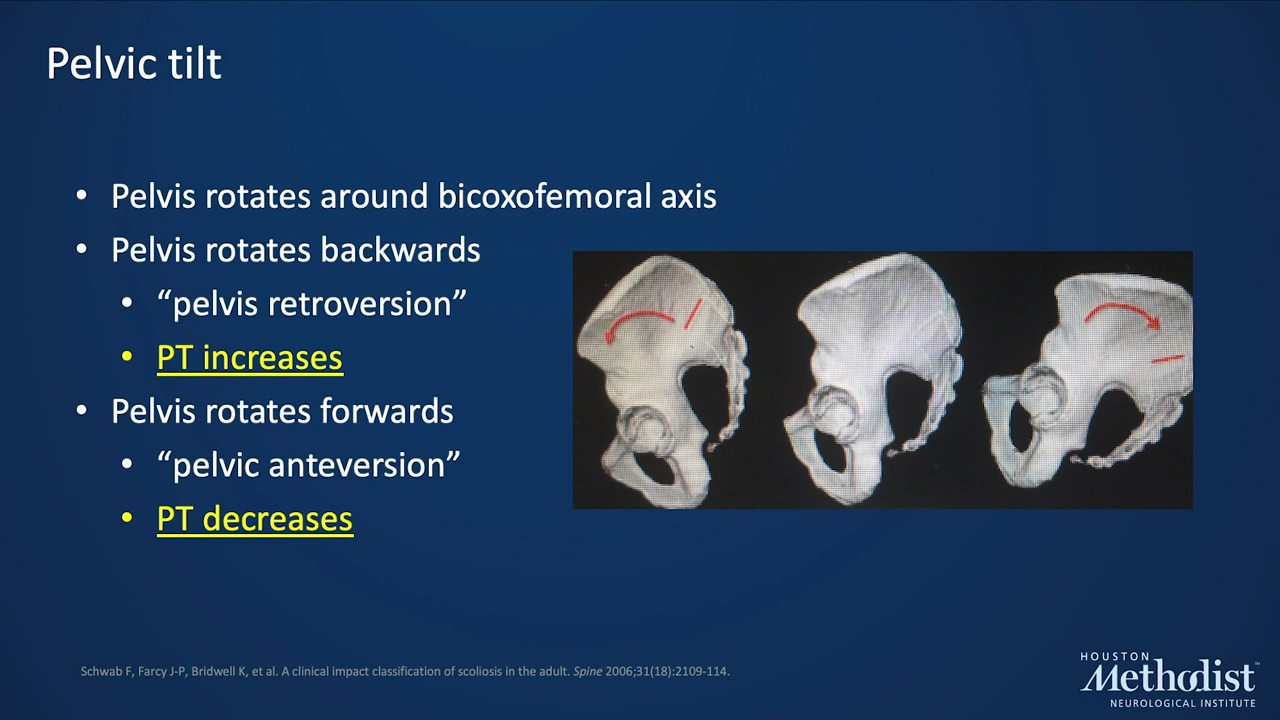 Pelvic tilt
• Pelvis rotates around bicoxofemoral axis
• Pelvis rotates backwards
• “pelvis retroversion”
• PT increases
• Pelvis rotates forwards
• “pelvic anteversion”
• PT decreases
Schwab F, Farcy J-P, Bridwell K, et al. A clinical impact classification of scoliosis in the adult. Spine 2006;31(18):2109-114.
HOUSTON
Methodist
NEUROLOGICAL INSTITUTE